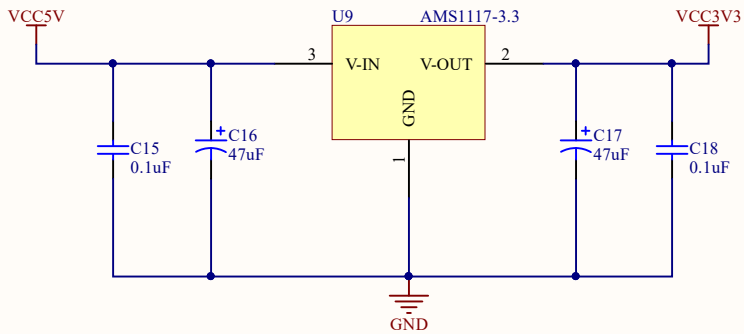 VCC5V
U9
AMS1117-3.3
VCC3V3
3
V-IN
V-OUT
2
GND
1
C15
0.1uF
C16
47uF
C17
47uF
C18
0.1uF
GND